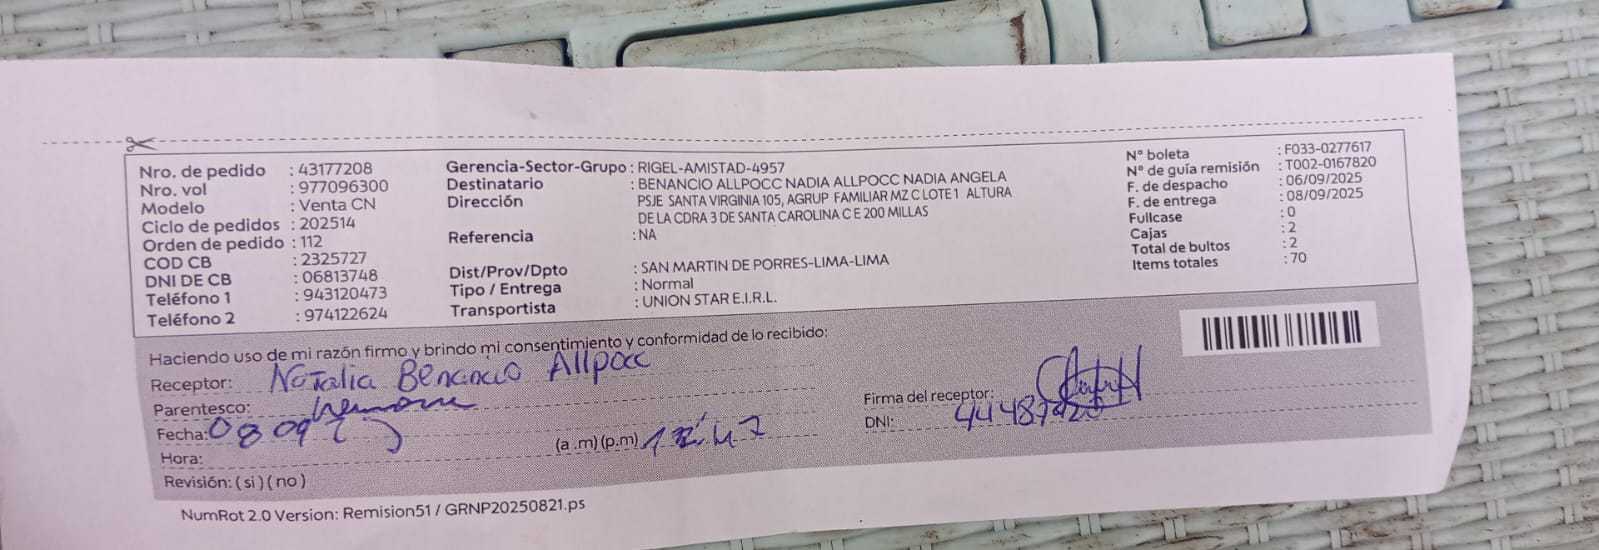 Nro. de pedido : 43177208
Nro. vol : 977096300
Modelo : Venta CN
Ciclo de pedidos : 202514
Orden de pedido : 112
COD CB : 2325727
DNI DE CB : 06813748
Teléfono 1 : 943120473
Teléfono 2 : 974122624
Gerencia-Sector-Grupo : RIGEL-AMISTAD-4957
Destinatario : BENANCIO ALLPOCC NADIA ALLPOCC NADIA ANGELA
Dirección : PSJE SANTA VIRGINIA 105, AGRUP FAMILIAR MZ C LOTE 1 ALTURA
DE LA CDRA 3 DE SANTA CAROLINA C E 200 MILLAS
Referencia : NA
Dist/Prov/Dpto : SAN MARTIN DE PORRES-LIMA-LIMA
Tipo / Entrega : Normal
Transportista : UNION STAR E.I.R.L.
N° boleta : F033-0277617
N° de guía remisión : T002-0167820
F. de despacho : 06/09/2025
F. de entrega : 08/09/2025
Fullcase : 0
Cajas : 2
Total de bultos : 2
Items totales : 70
Haciendo uso de mi razón firmo y brindo mi consentimiento y conformidad de lo recibido:
Receptor: Natalia Benancio Allpocc
Parentesco:
Fecha: 08 09
Hora: (a .m) (p.m)
Revisión: ( si ) ( no )
Firma del receptor:
DNI:
NumRot 2.0 Version: Remision51 / GRNP20250821.ps